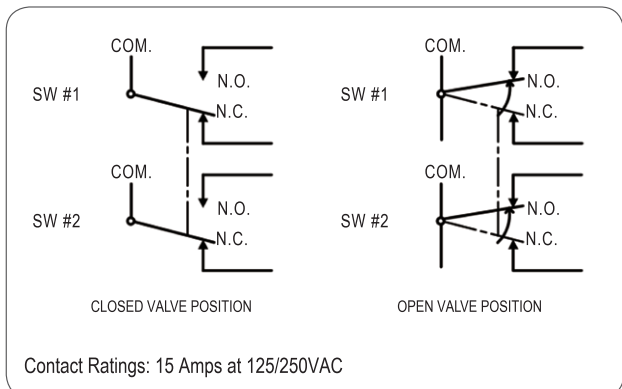 COM.
COM.
SW #1
N.O.
N.C.
SW #1
N.O.
N.C.
COM.
COM.
SW #2
N.O.
N.C.
SW #2
N.O.
N.C.
CLOSED VALVE POSITION
OPEN VALVE POSITION
Contact Ratings: 15 Amps at 125/250VAC